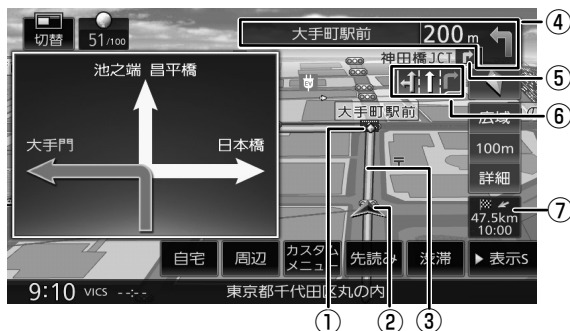 切替
51/100
大手町駅前 200m
④
神田橋JCT
⑤
⑥
池之端 昌平橋
大手門
日本橋
EV
大手町駅前
広域
100m
詳細
〒
47.5km
10:00
⑦
自宅
周辺
カスタム
メニュー
先読み
渋滞
▶ 表示S
9:10 VICS --:--
東京都千代田区丸の内
① ② ③